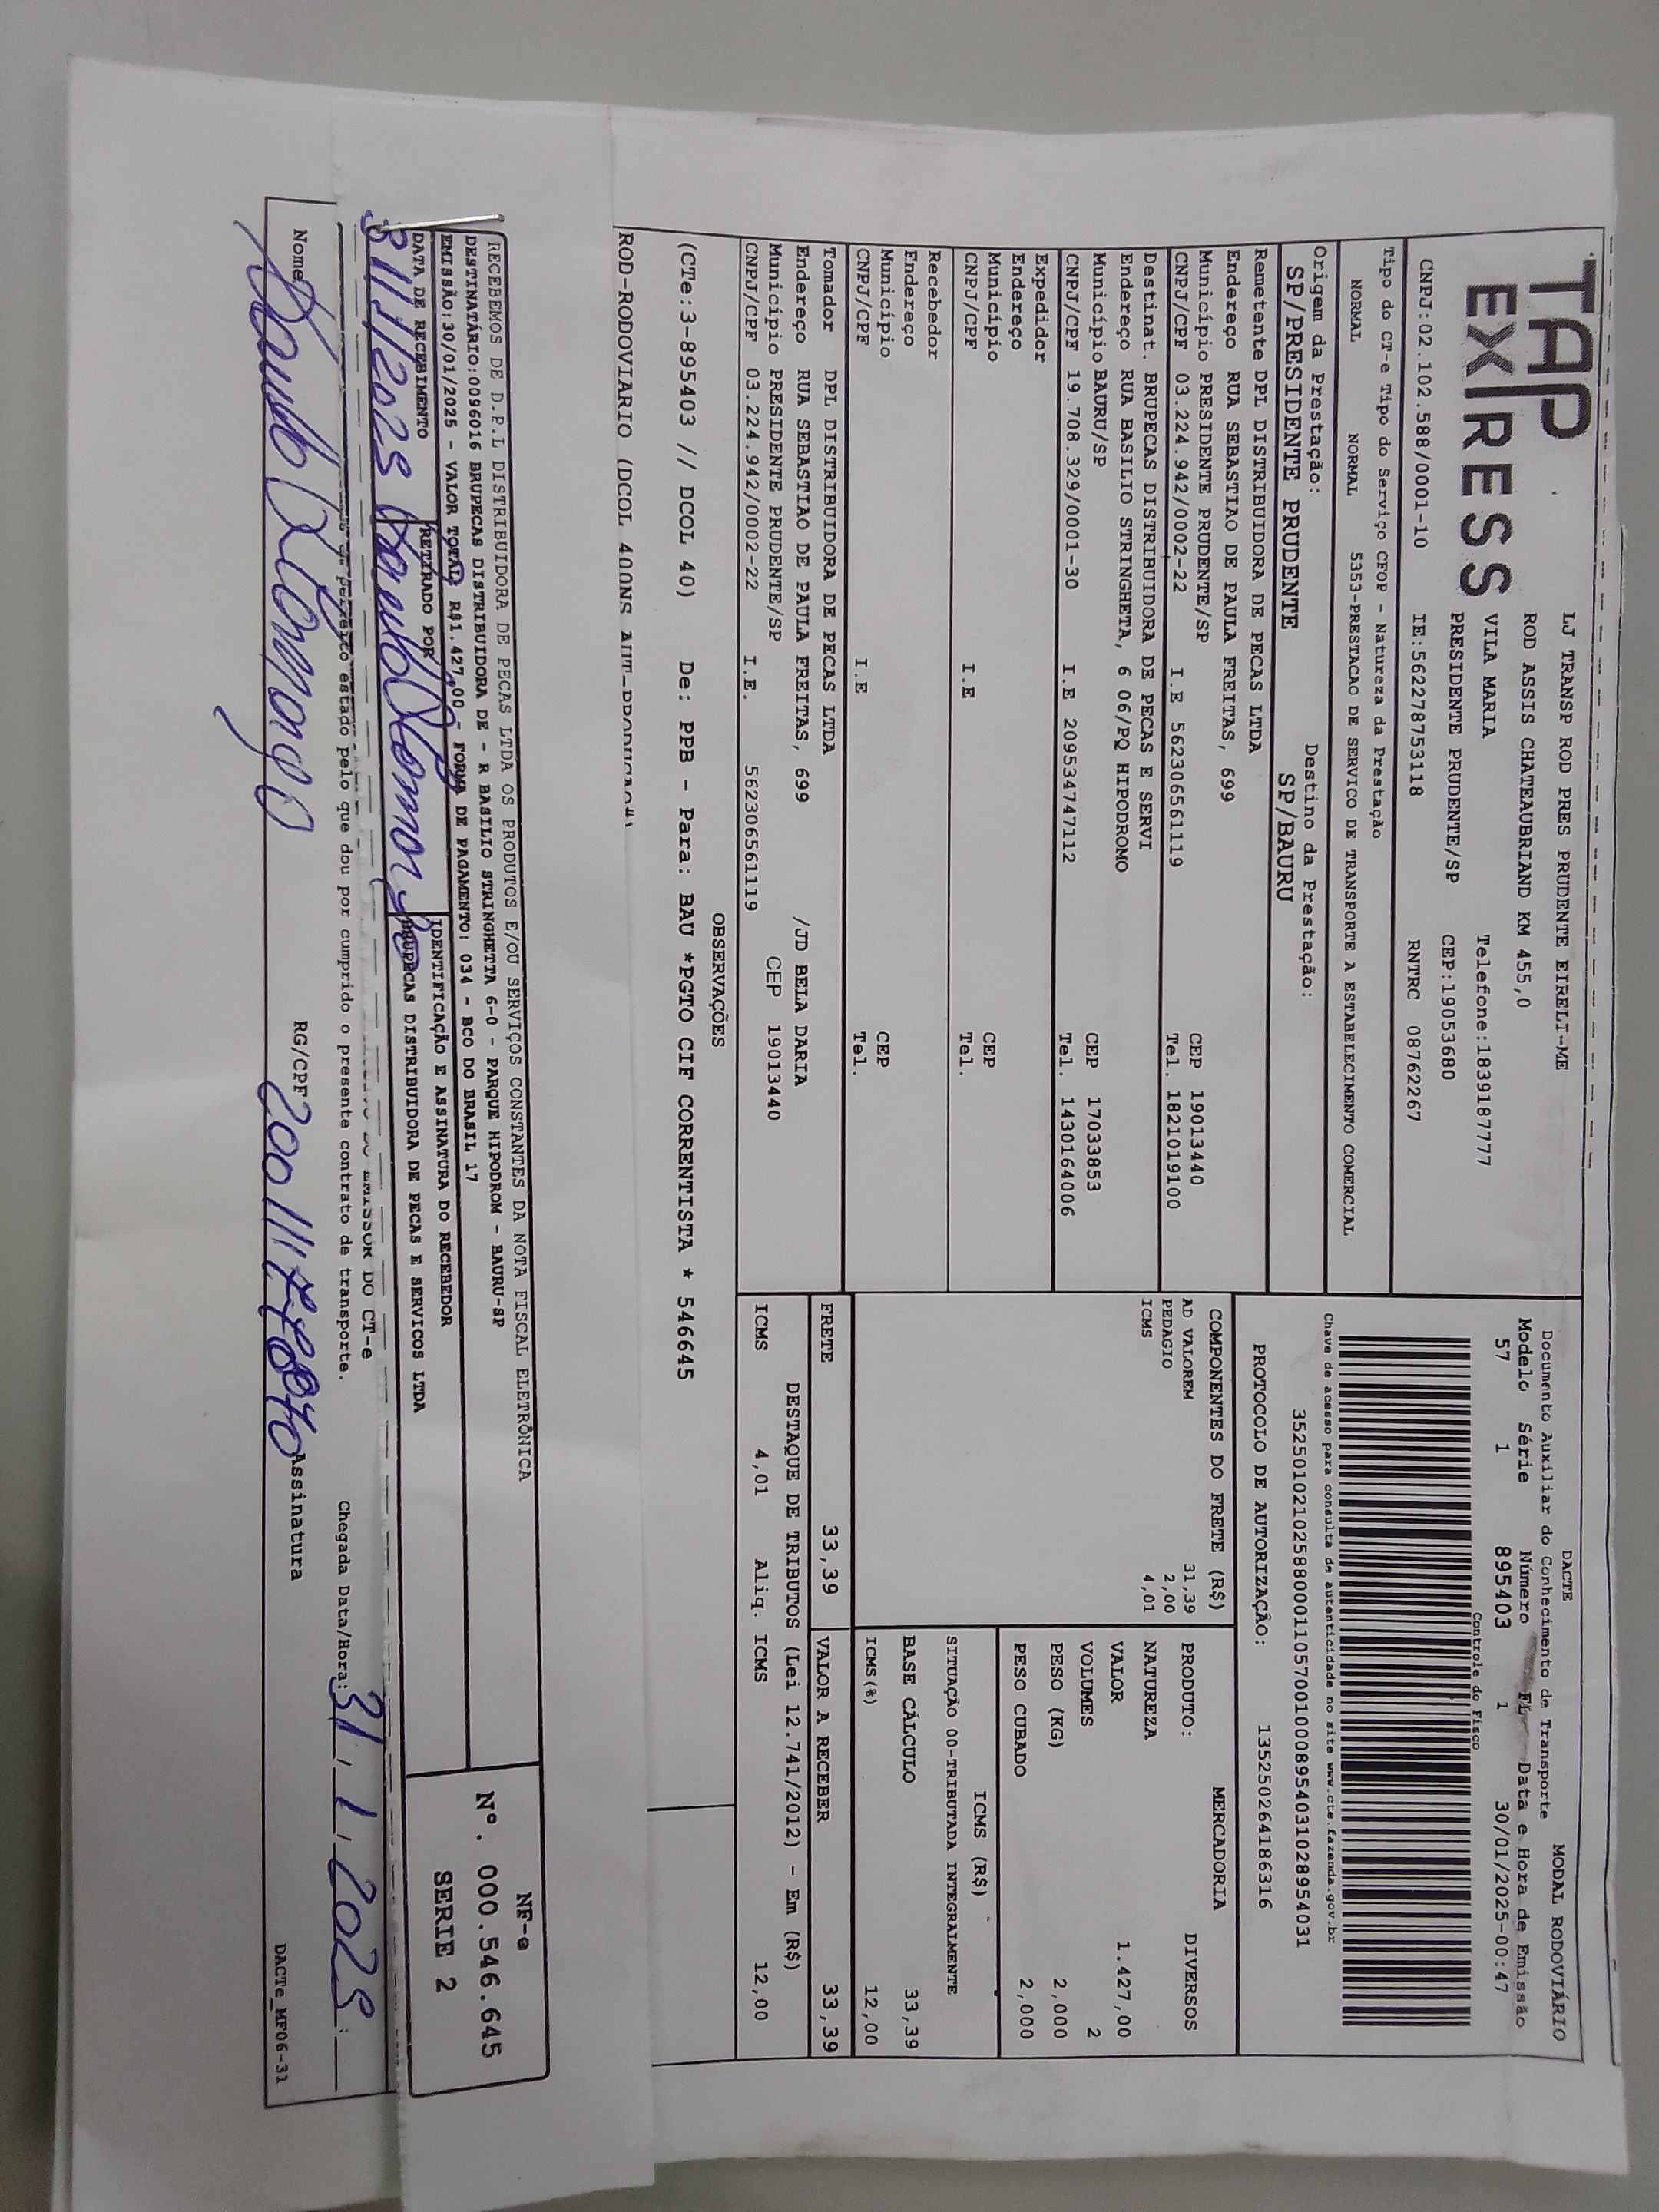 TAP EXPRESS
LJ TRANSP ROD PRES PRUDENTE EIRELI-ME
ROD ASSIS CHATEAUBRIAND KM 455,0
VILA MARIA Telefone:1839187777
PRESIDENTE PRUDENTE/SP CEP:19053680
CNPJ:02.102.588/0001-10 IE:562278753118 RNTRC 08762267
DACTE MODAL RODOVIÁRIO
Documento Auxiliar do Conhecimento de Transporte
Modelo Série Número FL Data e Hora de Emissão
57 1 895403 1 30/01/2025-00:47
Controle do Fisco
Chave de acesso para consulta de autenticidade no site www.cte.fazenda.gov.br
35250102102588000110570010008954031028954031
PROTOCOLO DE AUTORIZAÇÃO: 135250264186316
Tipo do CT-e Tipo do Serviço CFOP - Natureza da Prestação
NORMAL NORMAL 5353-PRESTACAO DE SERVICO DE TRANSPORTE A ESTABELECIMENTO COMERCIAL
Origem da Prestação: Destino da Prestação:
SP/PRESIDENTE PRUDENTE SP/BAURU
Remetente DPL DISTRIBUIDORA DE PECAS LTDA
Endereço RUA SEBASTIAO DE PAULA FREITAS, 699
Município PRESIDENTE PRUDENTE/SP CEP 19013440
CNPJ/CPF 03.224.942/0002-22 I.E 562306561119 Tel. 1821019100
Destinat. BRUPECAS DISTRIBUIDORA DE PECAS E SERVI
Endereço RUA BASILIO STRINGHETA, 6 06/PQ HIPODROMO
Município BAURU/SP CEP 17033853
CNPJ/CPF 19.708.329/0001-30 I.E 209534747112 Tel. 1430164006
Expedidor
Endereço
Município CEP
CNPJ/CPF I.E Tel.
Recebedor
Endereço
Município CEP
CNPJ/CPF I.E Tel.
Tomador DPL DISTRIBUIDORA DE PECAS LTDA
Endereço RUA SEBASTIAO DE PAULA FREITAS, 699 /JD BELA DARIA
Município PRESIDENTE PRUDENTE/SP CEP 19013440
CNPJ/CPF 03.224.942/0002-22 I.E. 562306561119
COMPONENTES DO FRETE (R$)
AD VALOREM 31,39
PEDAGIO 2,00
ICMS 4,01
MERCADORIA
PRODUTO: DIVERSOS
NATUREZA
VALOR 1.427,00
VOLUMES 2
PESO (KG) 2,000
PESO CUBADO 2,000
ICMS (R$)
SITUAÇÃO 00-TRIBUTADA INTEGRALMENTE
BASE CÁLCULO 33,39
ICMS(%) 12,00
FRETE 33,39 VALOR A RECEBER 33,39
DESTAQUE DE TRIBUTOS (Lei 12.741/2012) - Em (R$)
ICMS 4,01 Aliq. ICMS 12,00
OBSERVAÇÕES
(CTe:3-895403 // DCOL 40) De: PPB - Para: BAU *PGTO CIF CORRENTISTA * 546645
ROD-RODOVIARIO (DCOL 400NS
RECEBEMOS DE D.P.L DISTRIBUIDORA DE PECAS LTDA OS PRODUTOS E/OU SERVIÇOS CONSTANTES DA NOTA FISCAL ELETRÔNICA
DESTINATÁRIO:0096016 BRUPECAS DISTRIBUIDORA DE - R BASILIO STRINGHETTA 6-0 - PARQUE HIPODROM - BAURU-SP
EMISSÃO:30/01/2025 - VALOR TOTAL R$1.427,00 - FORMA DE PAGAMENTO: 034 - BCO DO BRASIL 17
DATA DE RECEBIMENTO RETIRADO POR IDENTIFICAÇÃO E ASSINATURA DO RECEBEDOR
31/1/2025 BRUPECAS DISTRIBUIDORA DE PECAS E SERVICOS LTDA
NF-e
Nº. 000.546.645
SERIE 2
EMISSOR DO CT-e
perfeito estado pelo que dou por cumprido o presente contrato de transporte. Chegada Data/Hora: 31, 1, 2025 :
Nome RG/CPF Assinatura
DACTe_MF06-31